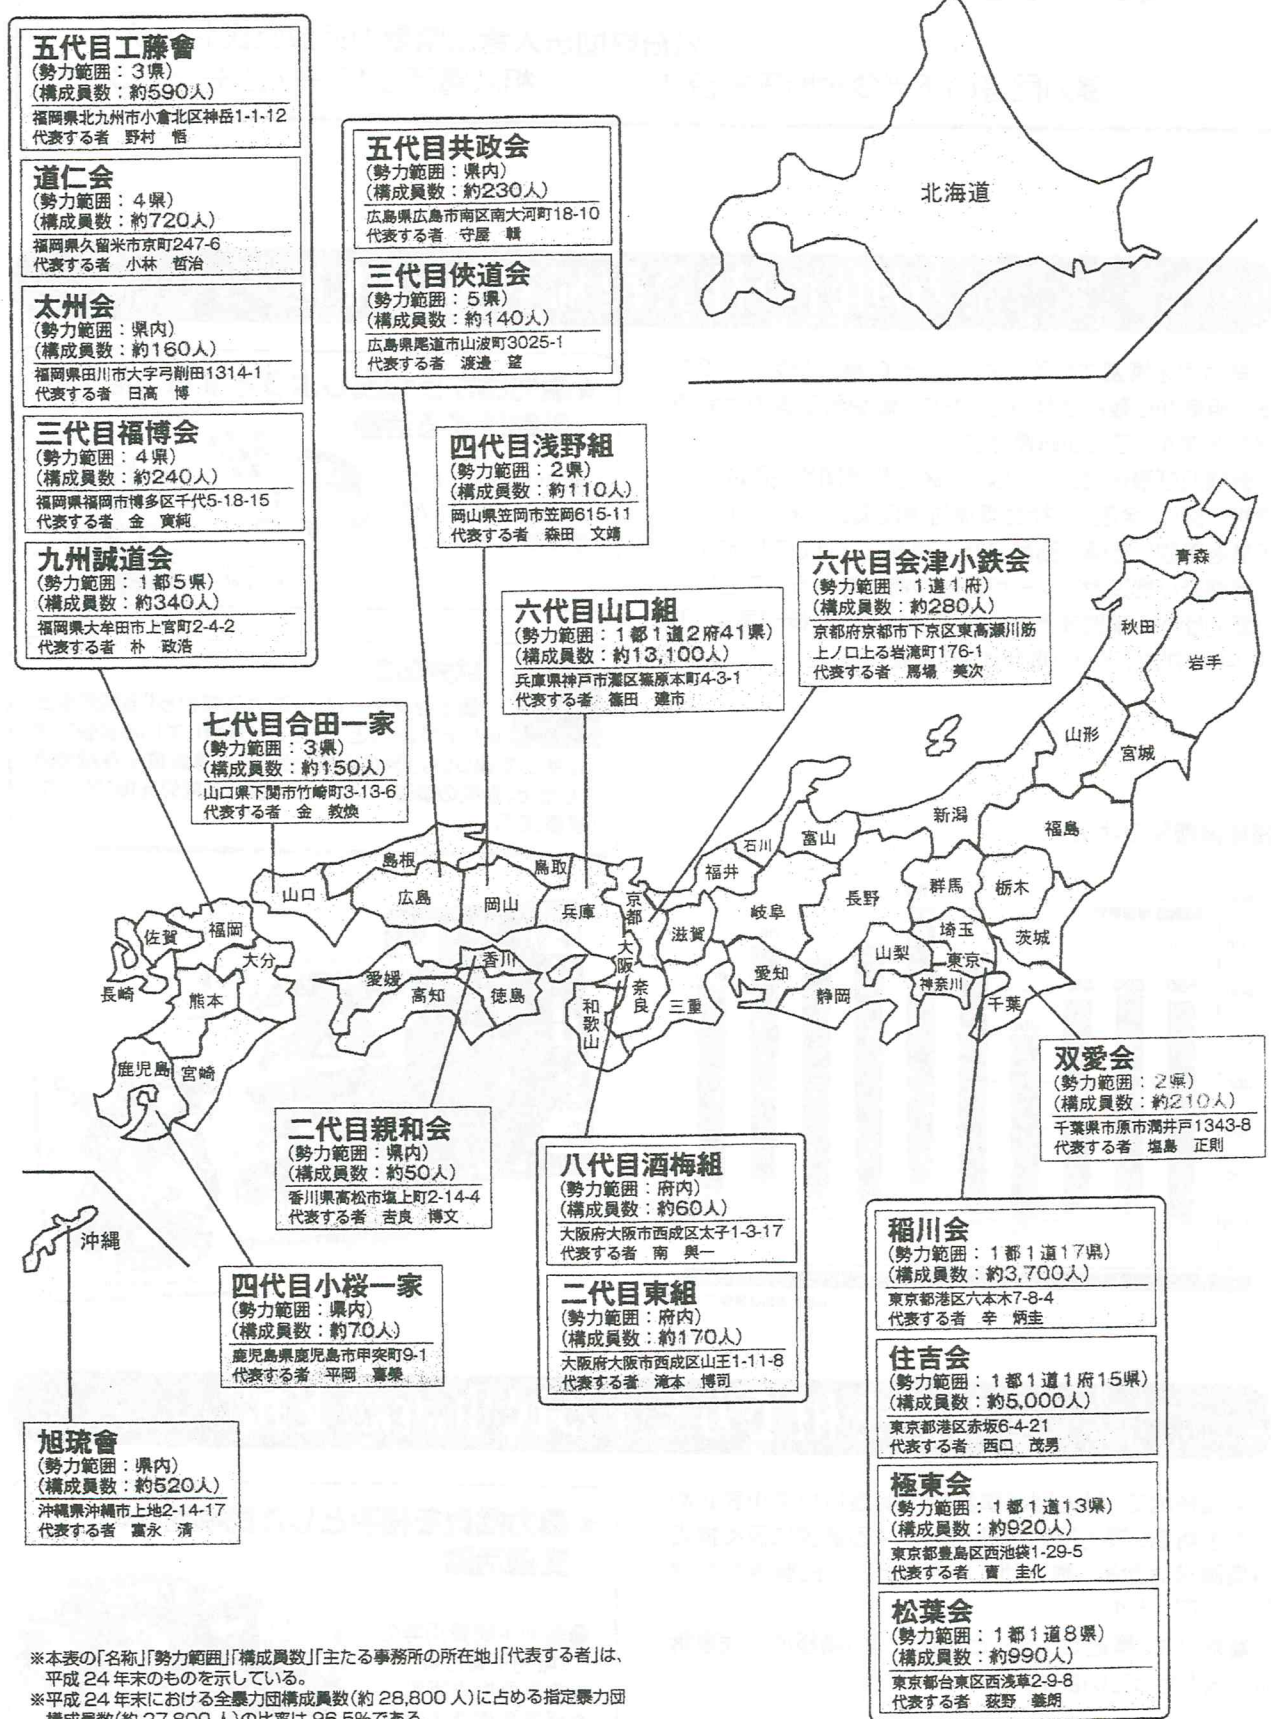 五代目工藤會
(勢力範囲：3県)
(構成員数：約590人)
福岡県北九州市小倉北区神岳1-1-12
代表する者 野村 悟
道仁会
(勢力範囲：4県)
(構成員数：約720人)
福岡県久留米市京町247-6
代表する者 小林 哲治
太州会
(勢力範囲：県内)
(構成員数：約160人)
福岡県田川市大字弓削田1314-1
代表する者 日高 博
三代目福博会
(勢力範囲：4県)
(構成員数：約240人)
福岡県福岡市博多区千代5-18-15
代表する者 金 寅純
九州誠道会
(勢力範囲：1都5県)
(構成員数：約340人)
福岡県大牟田市上官町2-4-2
代表する者 朴 政浩
五代目共政会
(勢力範囲：県内)
(構成員数：約230人)
広島県広島市南区南大河町18-10
代表する者 守屋 輯
三代目俠道会
(勢力範囲：5県)
(構成員数：約140人)
広島県尾道市山波町3025-1
代表する者 渡邊 望
四代目浅野組
(勢力範囲：2県)
(構成員数：約110人)
岡山県笠岡市笠岡615-11
代表する者 森田 文靖
六代目山口組
(勢力範囲：1都1道2府41県)
(構成員数：約13,100人)
兵庫県神戸市灘区篠原本町4-3-1
代表する者 篠田 建市
六代目会津小鉄会
(勢力範囲：1道1府)
(構成員数：約280人)
京都府京都市下京区東高瀬川筋
上ノ口上る岩滝町176-1
代表する者 馬場 美次
七代目合田一家
(勢力範囲：3県)
(構成員数：約150人)
山口県下関市竹崎町3-13-6
代表する者 金 教煥
北海道
青森
秋田
岩手
山形
宮城
新潟
福島
石川
富山
福井
群馬
栃木
長野
岐阜
埼玉
茨城
山梨
東京
神奈川
千葉
滋賀
愛知
静岡
三重
京都
大阪
奈良
和歌山
兵庫
鳥取
岡山
島根
広島
山口
香川
愛媛
高知
徳島
福岡
佐賀
大分
長崎
熊本
鹿児島
宮崎
沖縄
双愛会
(勢力範囲：2県)
(構成員数：約210人)
千葉県市原市潤井戸1343-8
代表する者 塩島 正則
二代目親和会
(勢力範囲：県内)
(構成員数：約50人)
香川県高松市塩上町2-14-4
代表する者 吉良 博文
八代目酒梅組
(勢力範囲：府内)
(構成員数：約60人)
大阪府大阪市西成区太子1-3-17
代表する者 南 與一
二代目東組
(勢力範囲：府内)
(構成員数：約170人)
大阪府大阪市西成区山王1-11-8
代表する者 滝本 博司
四代目小桜一家
(勢力範囲：県内)
(構成員数：約70人)
鹿児島県鹿児島市甲突町9-1
代表する者 平岡 喜榮
旭琉會
(勢力範囲：県内)
(構成員数：約520人)
沖縄県沖縄市上地2-14-17
代表する者 富永 清
稲川会
(勢力範囲：1都1道17県)
(構成員数：約3,700人)
東京都港区六本木7-8-4
代表する者 辛 炳圭
住吉会
(勢力範囲：1都1道1府15県)
(構成員数：約5,000人)
東京都港区赤坂6-4-21
代表する者 西口 茂男
極東会
(勢力範囲：1都1道13県)
(構成員数：約920人)
東京都豊島区西池袋1-29-5
代表する者 曺 圭化
松葉会
(勢力範囲：1都1道8県)
(構成員数：約990人)
東京都台東区西浅草2-9-8
代表する者 荻野 義朗
※本表の「名称」「勢力範囲」「構成員数」「主たる事務所の所在地」「代表する者」は、
平成24年末のものを示している。
※平成24年末における全暴力団構成員数(約28,800人)に占める指定暴力団
構成員数(約27,800人)の比率は96.5%である。